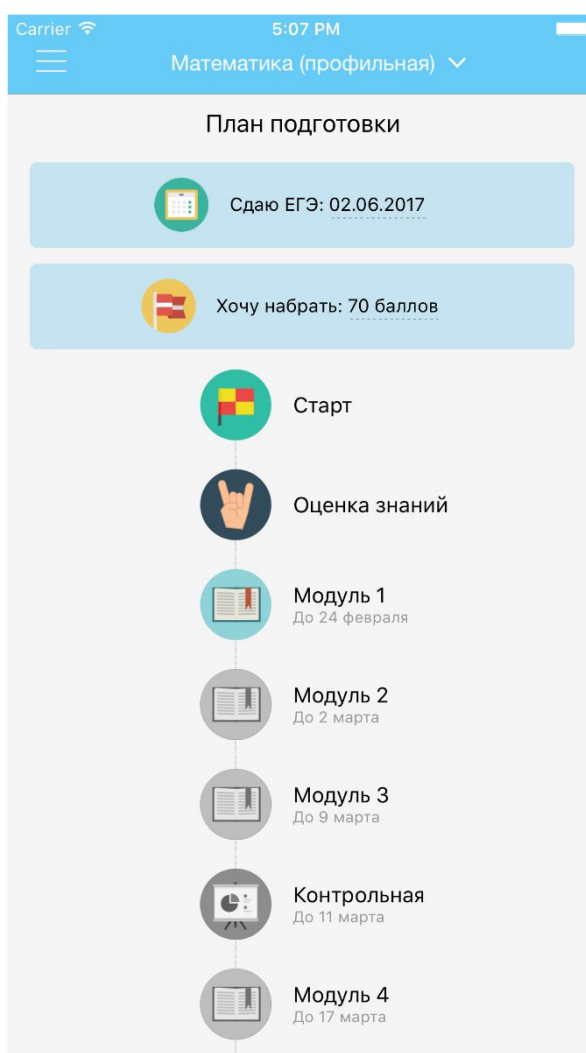 Carrier
5:07 PM
Математика (профильная)
План подготовки
Сдаю ЕГЭ: 02.06.2017
Хочу набрать: 70 баллов
Старт
Оценка знаний
Модуль 1
До 24 февраля
Модуль 2
До 2 марта
Модуль 3
До 9 марта
Контрольная
До 11 марта
Модуль 4
До 17 марта